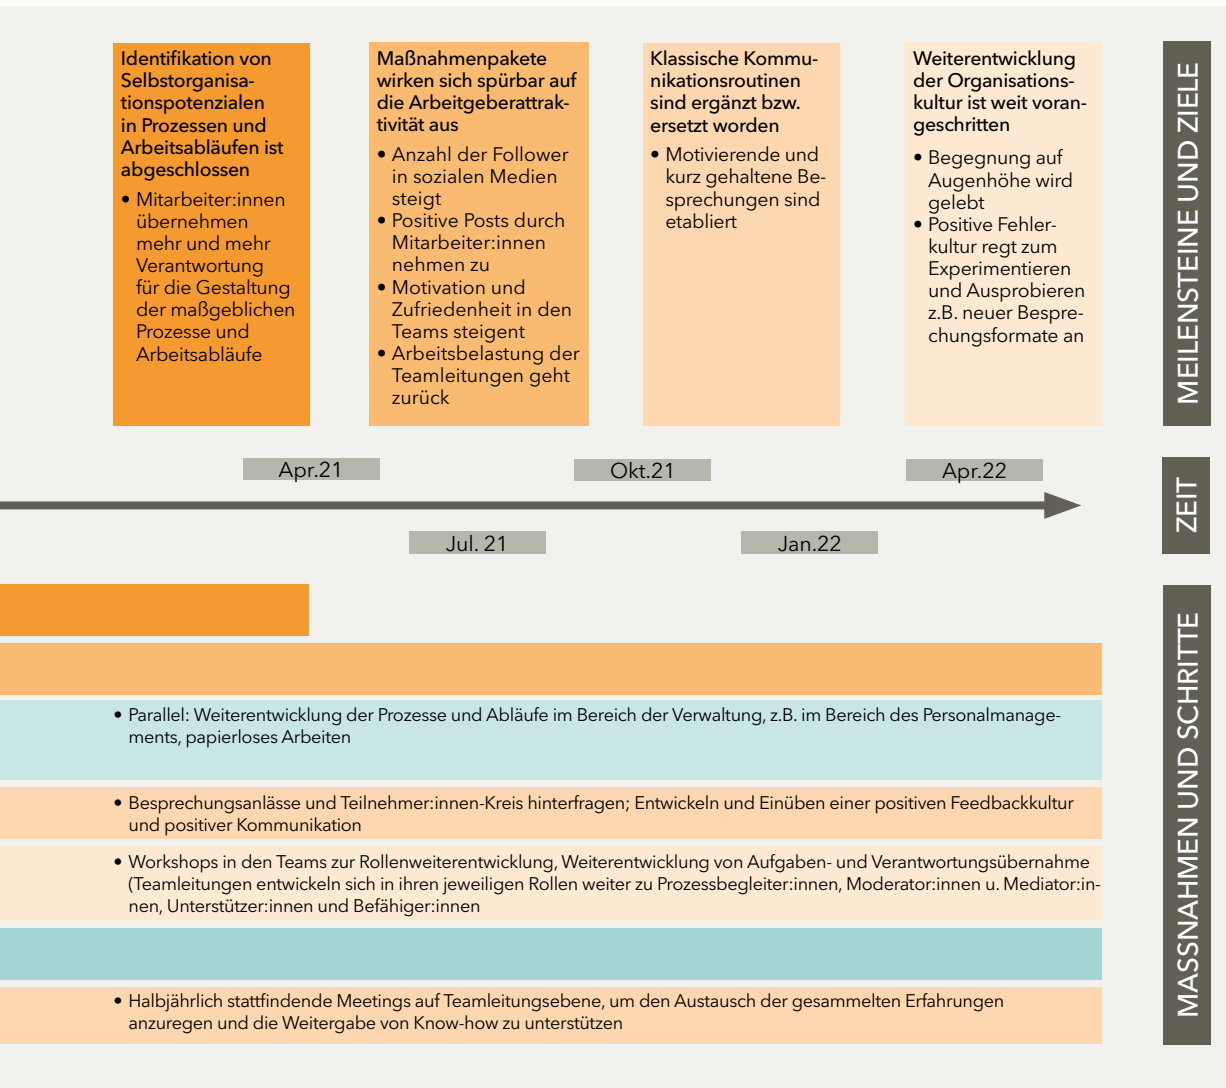 Identifikation von
Selbstorganisa-
tionspotenzialen
in Prozessen und
Arbeitsabläufen ist
abgeschlossen
• Mitarbeiter:innen
übernehmen
mehr und mehr
Verantwortung
für die Gestaltung
der maßgeblichen
Prozesse und
Arbeitsabläufe
Maßnahmenpakete
wirken sich spürbar auf
die Arbeitgeberattrak-
tivität aus
• Anzahl der Follower
in sozialen Medien
steigt
• Positive Posts durch
Mitarbeiter:innen
nehmen zu
• Motivation und
Zufriedenheit in den
Teams steigent
• Arbeitsbelastung der
Teamleitungen geht
zurück
Klassische Kommu-
nikationsroutinen
sind ergänzt bzw.
ersetzt worden
• Motivierende und
kurz gehaltene Be-
sprechungen sind
etabliert
Weiterentwicklung
der Organisations-
kultur ist weit voran-
geschritten
• Begegnung auf
Augenhöhe wird
gelebt
• Positive Fehler-
kultur regt zum
Experimentieren
und Ausprobieren
z.B. neuer Bespre-
chungsformate an
MEILENSTEINE UND ZIELE
Apr.21
Okt.21
Apr.22
Jul. 21
Jan.22
ZEIT
• Parallel: Weiterentwicklung der Prozesse und Abläufe im Bereich der Verwaltung, z.B. im Bereich des Personalmanage-
ments, papierloses Arbeiten
• Besprechungsanlässe und Teilnehmer:innen-Kreis hinterfragen; Entwickeln und Einüben einer positiven Feedbackkultur
und positiver Kommunikation
• Workshops in den Teams zur Rollenweiterentwicklung, Weiterentwicklung von Aufgaben- und Verantwortungsübernahme
(Teamleitungen entwickeln sich in ihren jeweiligen Rollen weiter zu Prozessbegleiter:innen, Moderator:innen u. Mediator:in-
nen, Unterstützer:innen und Befähiger:innen
• Halbjährlich stattfindende Meetings auf Teamleitungsebene, um den Austausch der gesammelten Erfahrungen
anzuregen und die Weitergabe von Know-how zu unterstützen
MASSNAHMEN UND SCHRITTE